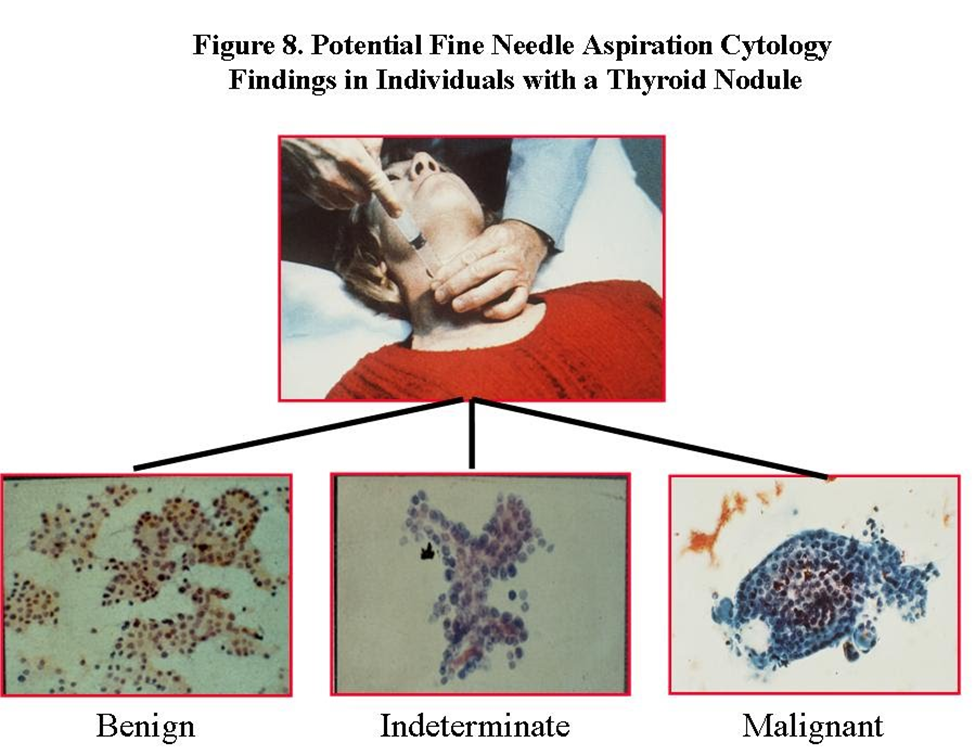 Figure 8. Potential Fine Needle Aspiration Cytology
Findings in Individuals with a Thyroid Nodule
Benign
Indeterminate
Malignant